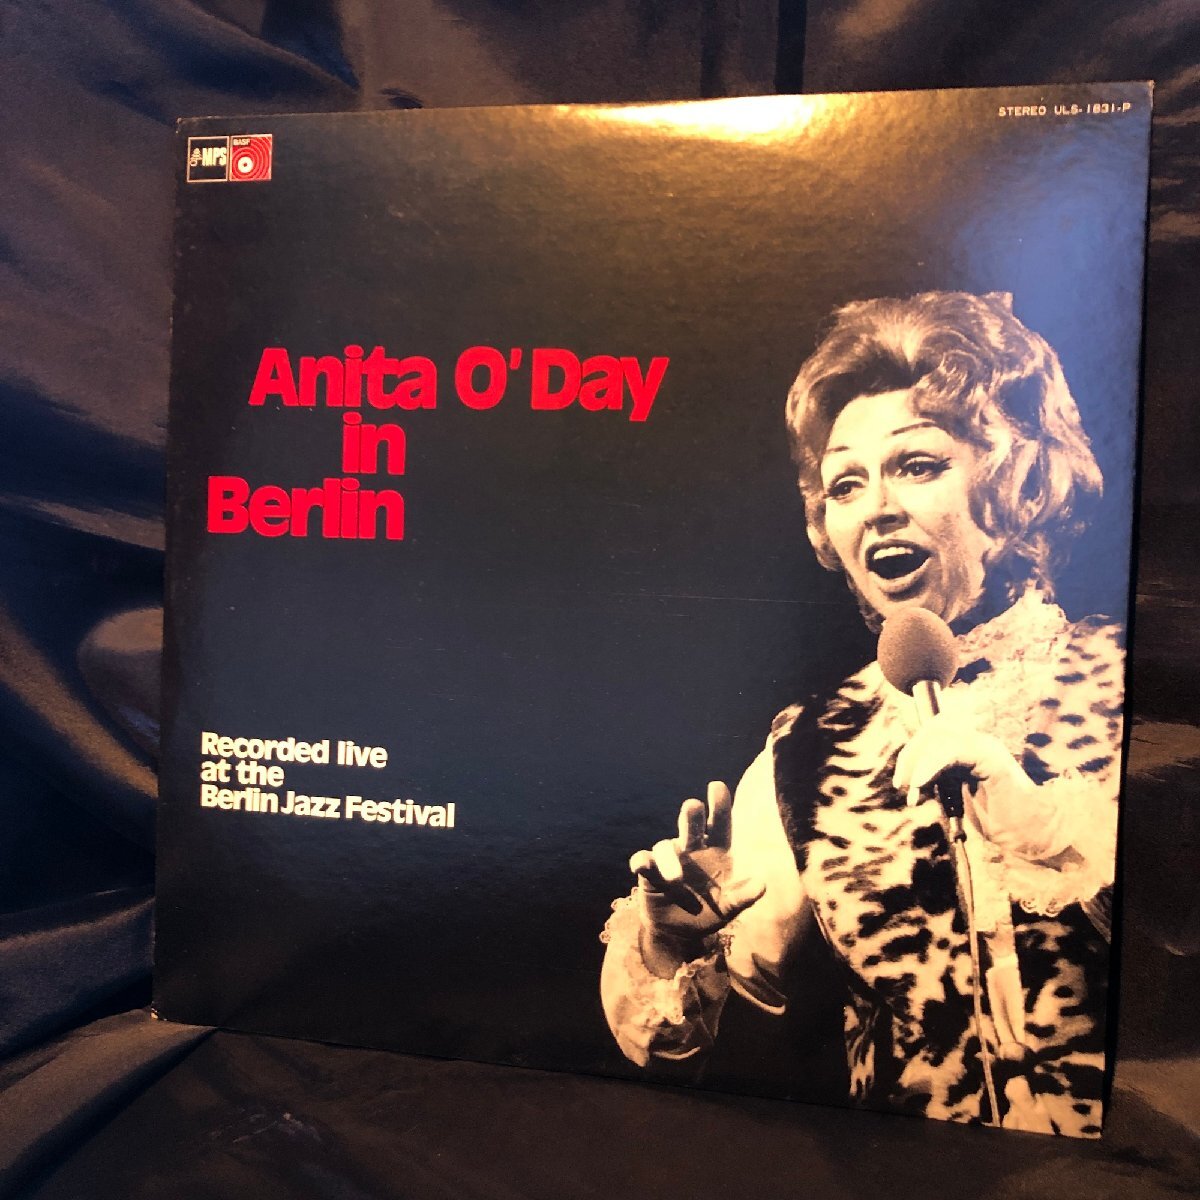 MPS
BASF
STEREO ULS-1831-P
Anita O'Day
in
Berlin
Recorded live
at the
Berlin Jazz Festival